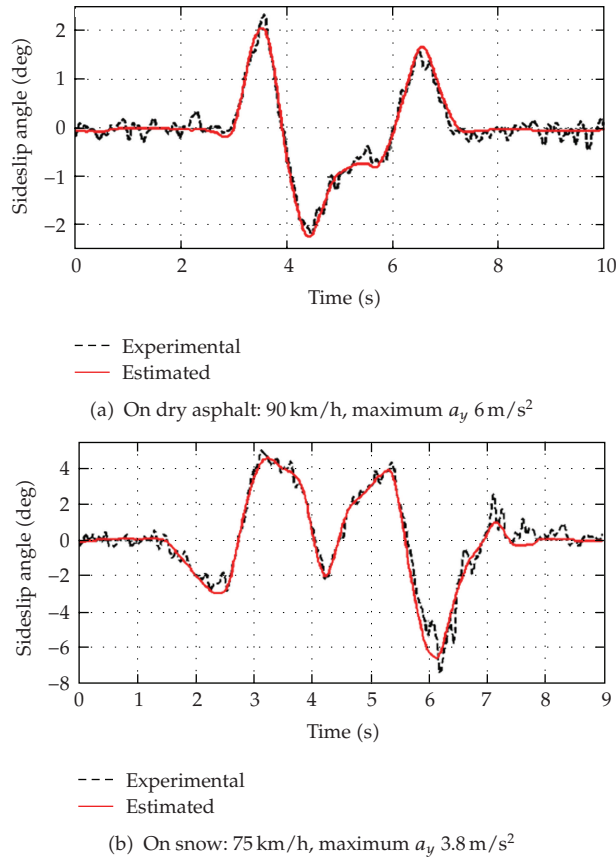 2
1
0
−1
−2
Sideslip angle (deg)
0 2 4 6 8 10
Time (s)
Experimental
Estimated
(a) On dry asphalt: 90 km/h, maximum a_y 6 m/s²
4
2
0
−2
−4
−6
−8
Sideslip angle (deg)
0 1 2 3 4 5 6 7 8 9
Time (s)
Experimental
Estimated
(b) On snow: 75 km/h, maximum a_y 3.8 m/s²